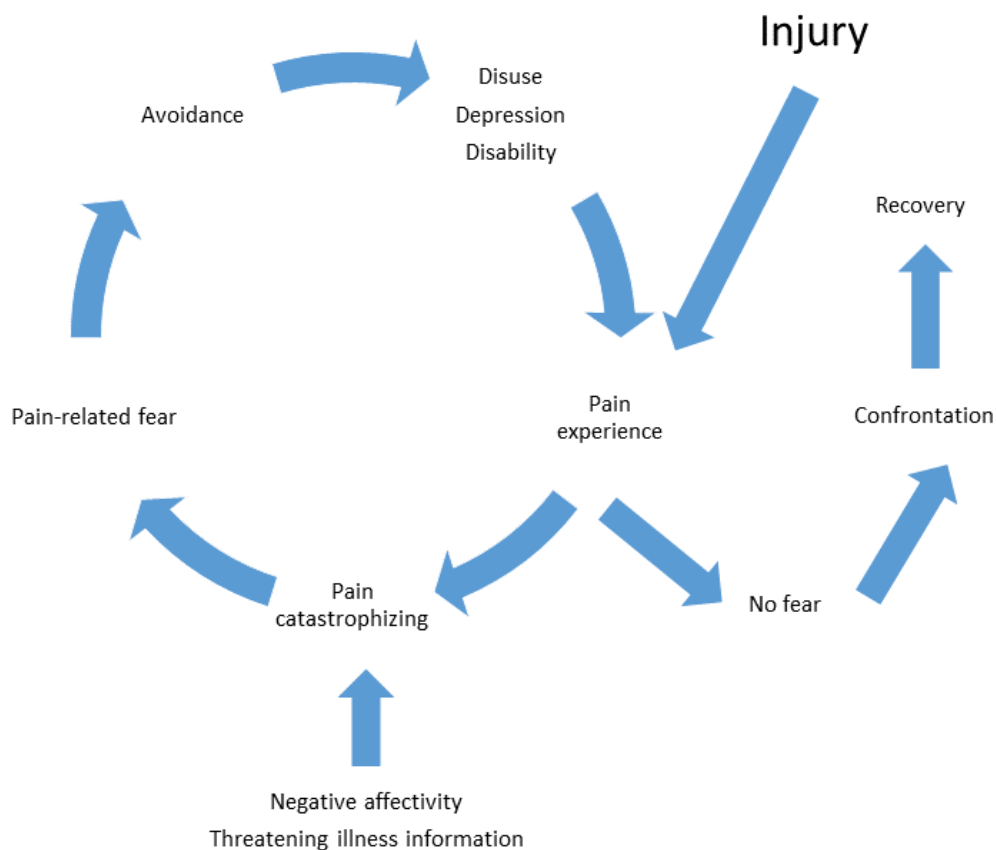 Injury
Disuse
Avoidance
Depression
Disability
Recovery
Pain-related fear
Pain
experience
Confrontation
Pain
catastrophizing
No fear
Negative affectivity
Threatening illness information